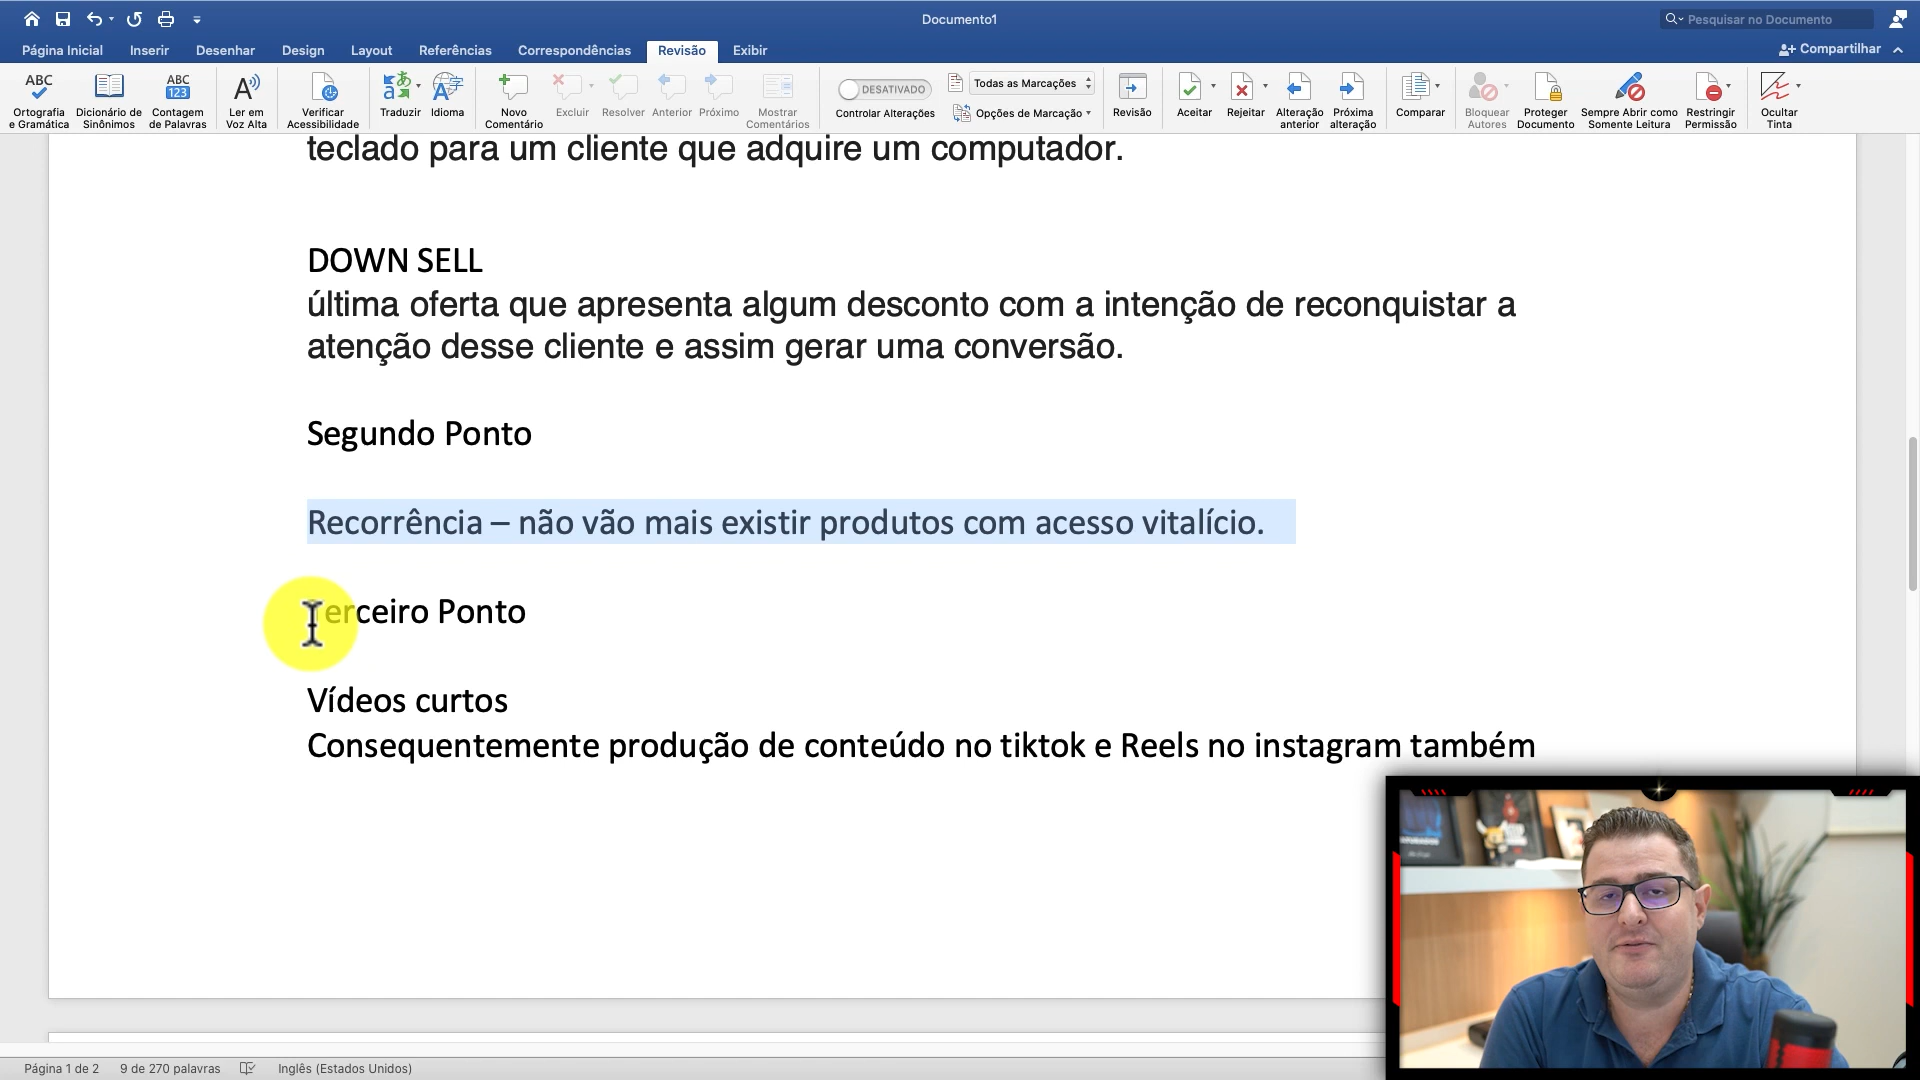 Documento1
Pesquisar no Documento
Página Inicial
Inserir
Desenhar
Design
Layout
Referências
Correspondências
Revisão
Exibir
Compartilhar
ABC
Ortografia
e Gramática
Dicionário de
Sinônimos
ABC
123
Contagem
de Palavras
A
Ler em
Voz Alta
Verificar
Acessibilidade
Traduzir
Idioma
Novo
Comentário
Excluir
Resolver
Anterior
Próximo
Mostrar
Comentários
DESATIVADO
Controlar Alterações
Todas as Marcações
Opções de Marcação
Revisão
Aceitar
Rejeitar
Alteração
anterior
Próxima
alteração
Comparar
Bloquear
Autores
Proteger
Documento
Sempre Abrir como
Somente Leitura
Restringir
Permissão
Ocultar
Tinta
teclado para um cliente que adquire um computador.
DOWN SELL
última oferta que apresenta algum desconto com a intenção de reconquistar a
atenção desse cliente e assim gerar uma conversão.
Segundo Ponto
Recorrência – não vão mais existir produtos com acesso vitalício.
Terceiro Ponto
Vídeos curtos
Consequentemente produção de conteúdo no tiktok e Reels no instagram também
Página 1 de 2
9 de 270 palavras
Inglês (Estados Unidos)